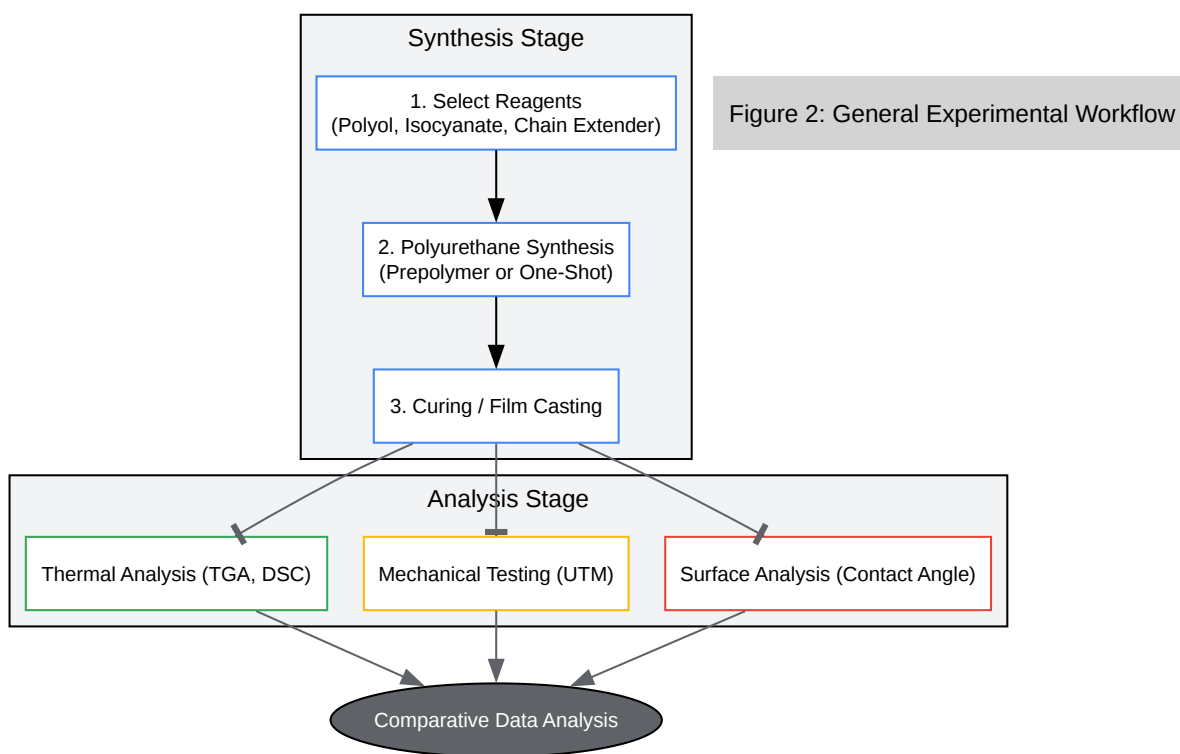 Synthesis Stage
1. Select Reagents
(Polyol, Isocyanate, Chain Extender)
Figure 2: General Experimental Workflow
2. Polyurethane Synthesis
(Prepolymer or One-Shot)
3. Curing / Film Casting
Analysis Stage
Thermal Analysis (TGA, DSC)
Mechanical Testing (UTM)
Surface Analysis (Contact Angle)
Comparative Data Analysis